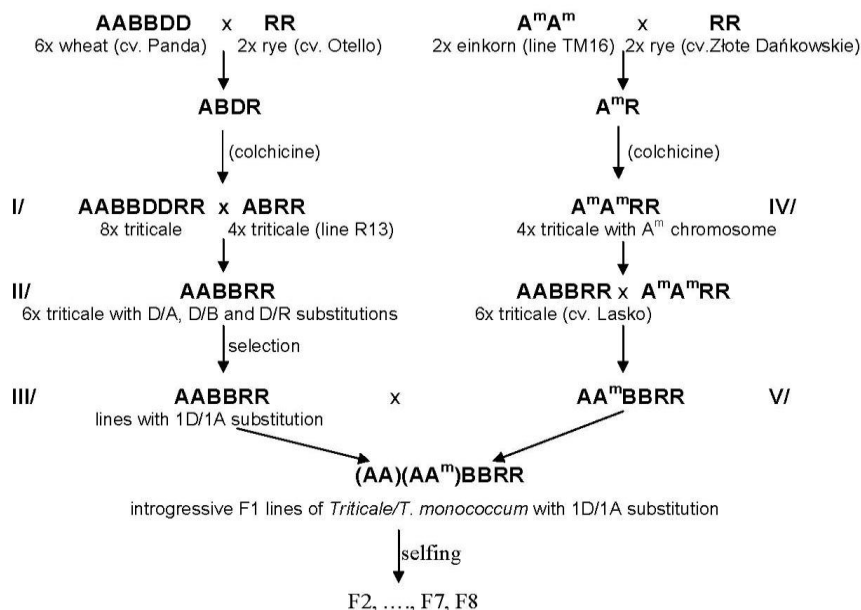 AABBDD x RR
6x wheat (cv. Panda) 2x rye (cv. Otello)
AᵐAᵐ x RR
2x einkorn (line TM16) 2x rye (cv.Złote Dańkowskie)
ABDR
AᵐR
(colchicine)
(colchicine)
I/ AABBDDRR x ABRR
8x triticale 4x triticale (line R13)
AᵐAᵐRR IV/
4x triticale with Aᵐ chromosome
II/ AABBRR
6x triticale with D/A, D/B and D/R substitutions
AABBRR x AᵐAᵐRR
6x triticale (cv. Lasko)
selection
III/ AABBRR x AAᵐBBRR V/
lines with 1D/1A substitution
(AA)(AAᵐ)BBRR
introgressive F1 lines of Triticale/T. monococcum with 1D/1A substitution
selfing
F2, …., F7, F8